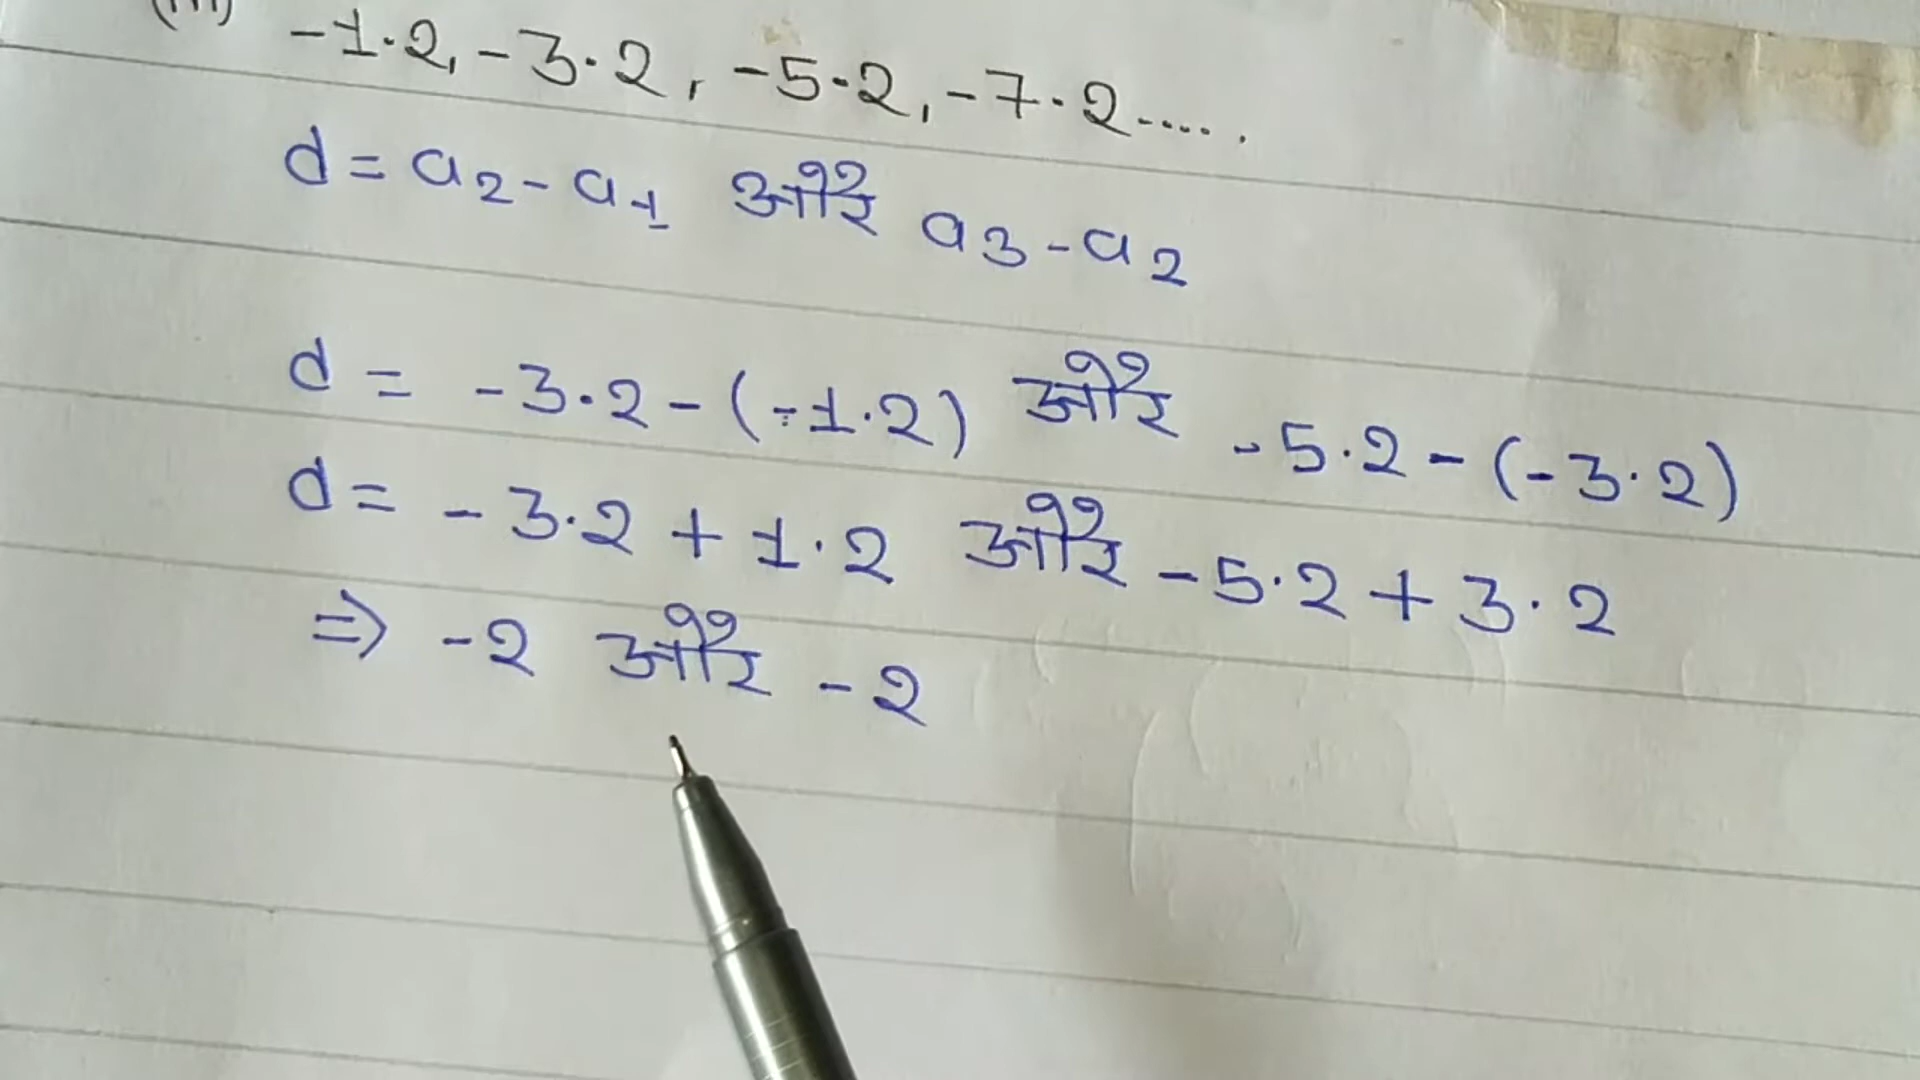 (iii) -1·2, -3·2, -5·2, -7·2.....
d = a2 - a1 और a3 - a2
d = -3·2 - (-1·2) और -5·2 - (-3·2)
d = -3·2 + 1·2 और -5·2 + 3·2
⇒ -2 और -2